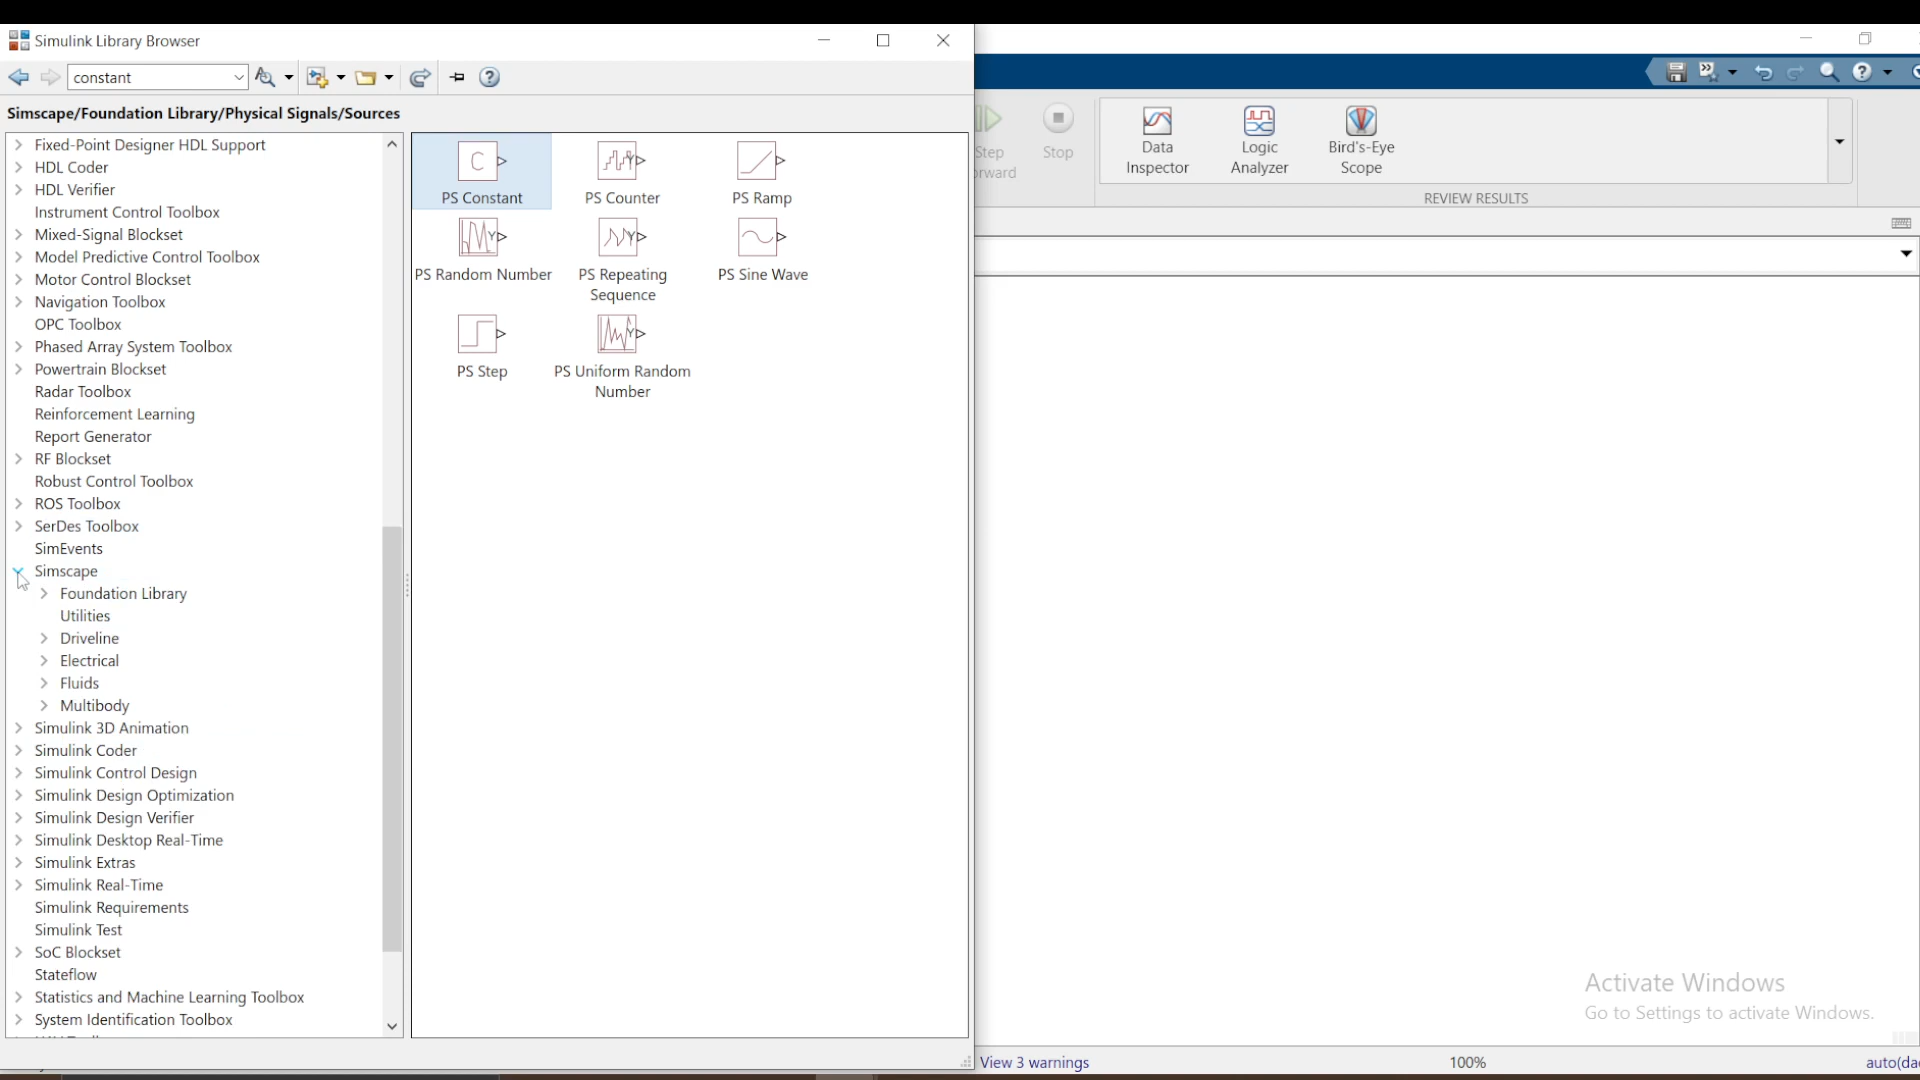 Simulink Library Browser
constant
Simscape/Foundation Library/Physical Signals/Sources
Fixed-Point Designer HDL Support
HDL Coder
HDL Verifier
Instrument Control Toolbox
Mixed-Signal Blockset
Model Predictive Control Toolbox
Motor Control Blockset
Navigation Toolbox
OPC Toolbox
Phased Array System Toolbox
Powertrain Blockset
Radar Toolbox
Reinforcement Learning
Report Generator
RF Blockset
Robust Control Toolbox
ROS Toolbox
SerDes Toolbox
SimEvents
Simscape
Foundation Library
Utilities
Driveline
Electrical
Fluids
Multibody
Simulink 3D Animation
Simulink Coder
Simulink Control Design
Simulink Design Optimization
Simulink Design Verifier
Simulink Desktop Real-Time
Simulink Extras
Simulink Real-Time
Simulink Requirements
Simulink Test
SoC Blockset
Stateflow
Statistics and Machine Learning Toolbox
System Identification Toolbox
C
PS Constant
PS Counter
PS Ramp
PS Random Number
PS Repeating
Sequence
PS Sine Wave
PS Step
PS Uniform Random
Number
Step
orward
Stop
Data
Inspector
Logic
Analyzer
Bird's-Eye
Scope
REVIEW RESULTS
Activate Windows
Go to Settings to activate Windows.
View 3 warnings
100%
auto(dae